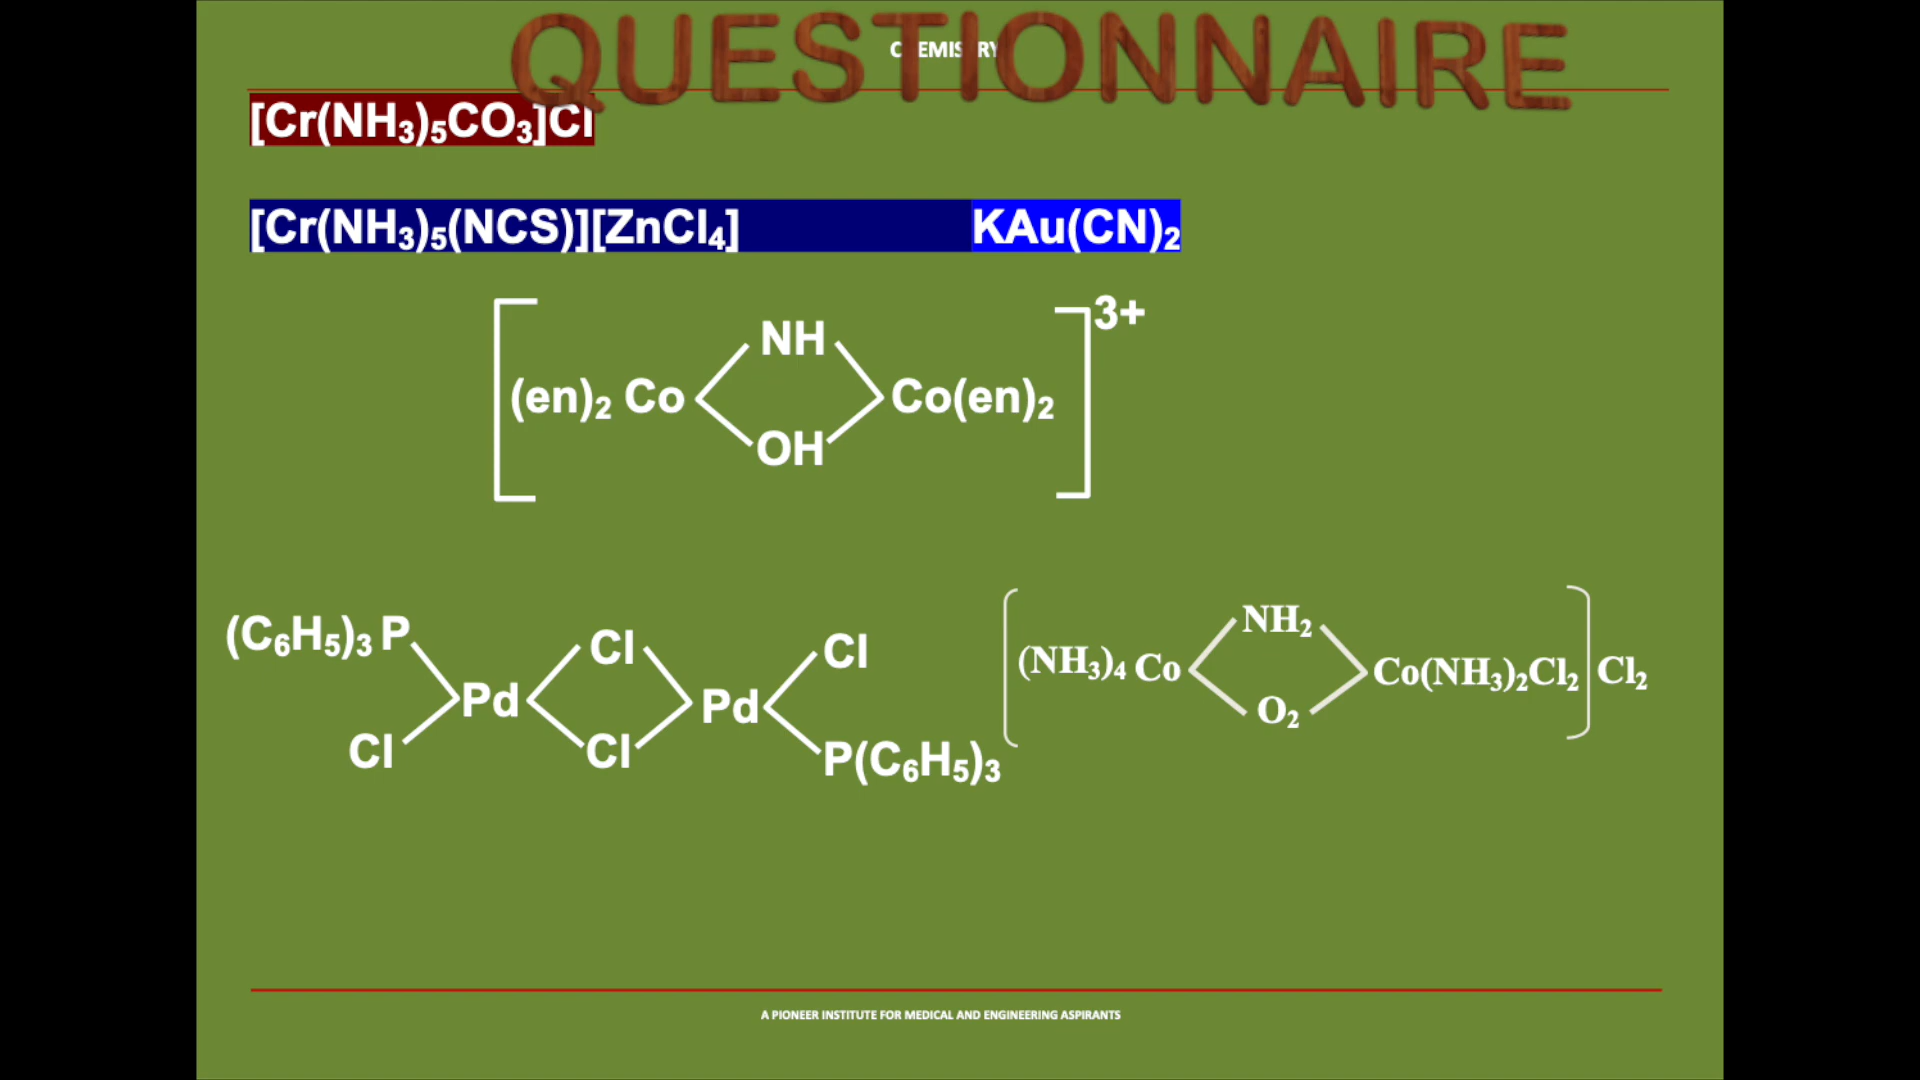 QUESTIONNAIRE
CHEMISTRY
[Cr(NH₃)₅CO₃]Cl
[Cr(NH₃)₅(NCS)][ZnCl₄] KAu(CN)₂
3+
NH
(en)₂ Co Co(en)₂
OH
(C₆H₅)₃ P Cl Cl
Pd Pd
Cl Cl P(C₆H₅)₃
NH₂
(NH₃)₄ Co Co(NH₃)₂Cl₂ Cl₂
O₂
A PIONEER INSTITUTE FOR MEDICAL AND ENGINEERING ASPIRANTS